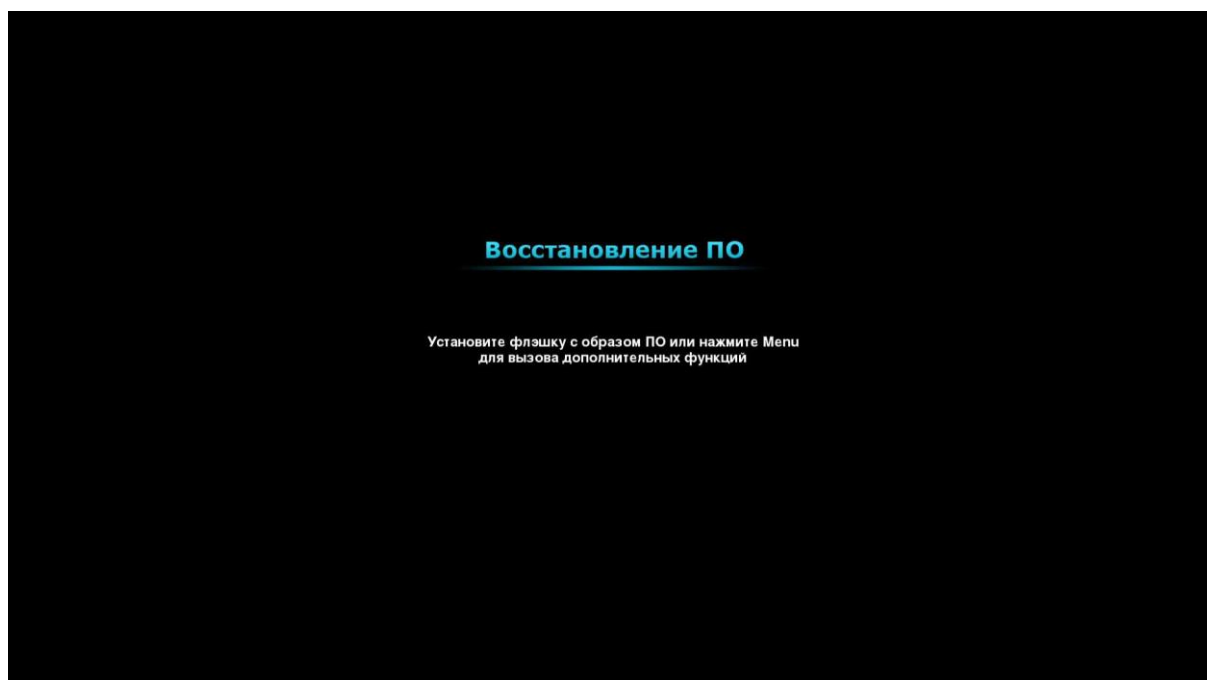 Восстановление ПО
Установите флэшку с образом ПО или нажмите Menu
для вызова дополнительных функций